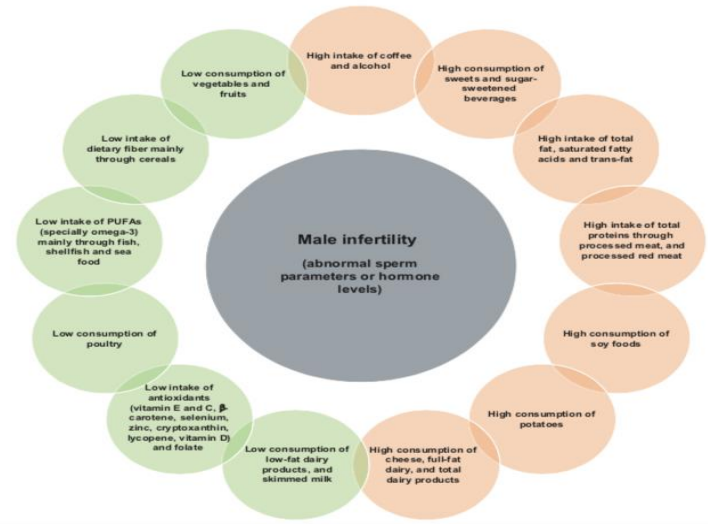 High intake of coffee
and alcohol
High consumption of
sweets and sugar-
sweetened
beverages
High intake of total
fat, saturated fatty
acids and trans-fat
High intake of total
proteins through
processed meat, and
processed red meat
High consumption of
soy foods
High consumption of
potatoes
High consumption of
cheese, full-fat
dairy, and total
dairy products
Low consumption of
low-fat dairy
products, and
skimmed milk
Low intake of
antioxidants
(vitamin E and C, β-
carotene, selenium,
zinc, cryptoxanthin,
lycopene, vitamin D)
and folate
Low consumption of
poultry
Low intake of PUFAs
(specially omega-3)
mainly through fish,
shellfish and sea
food
Low intake of
dietary fiber mainly
through cereals
Low consumption of
vegetables and
fruits
Male infertility
(abnormal sperm
parameters or hormone
levels)